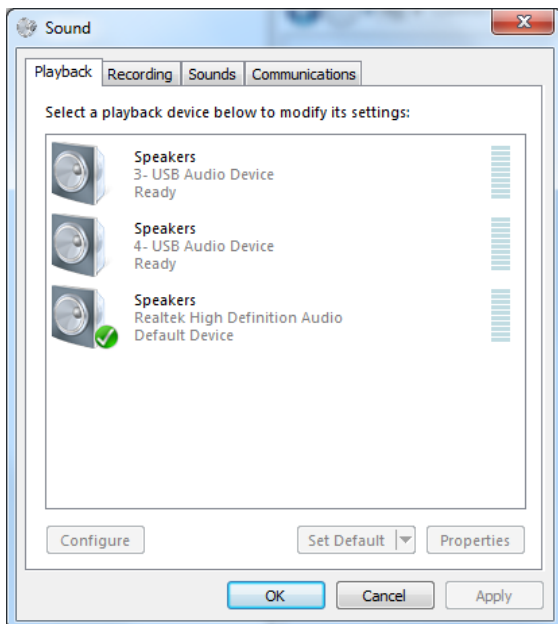 Sound
Playback Recording Sounds Communications
Select a playback device below to modify its settings:
Speakers
3- USB Audio Device
Ready
Speakers
4- USB Audio Device
Ready
Speakers
Realtek High Definition Audio
Default Device
Configure Set Default Properties
OK Cancel Apply